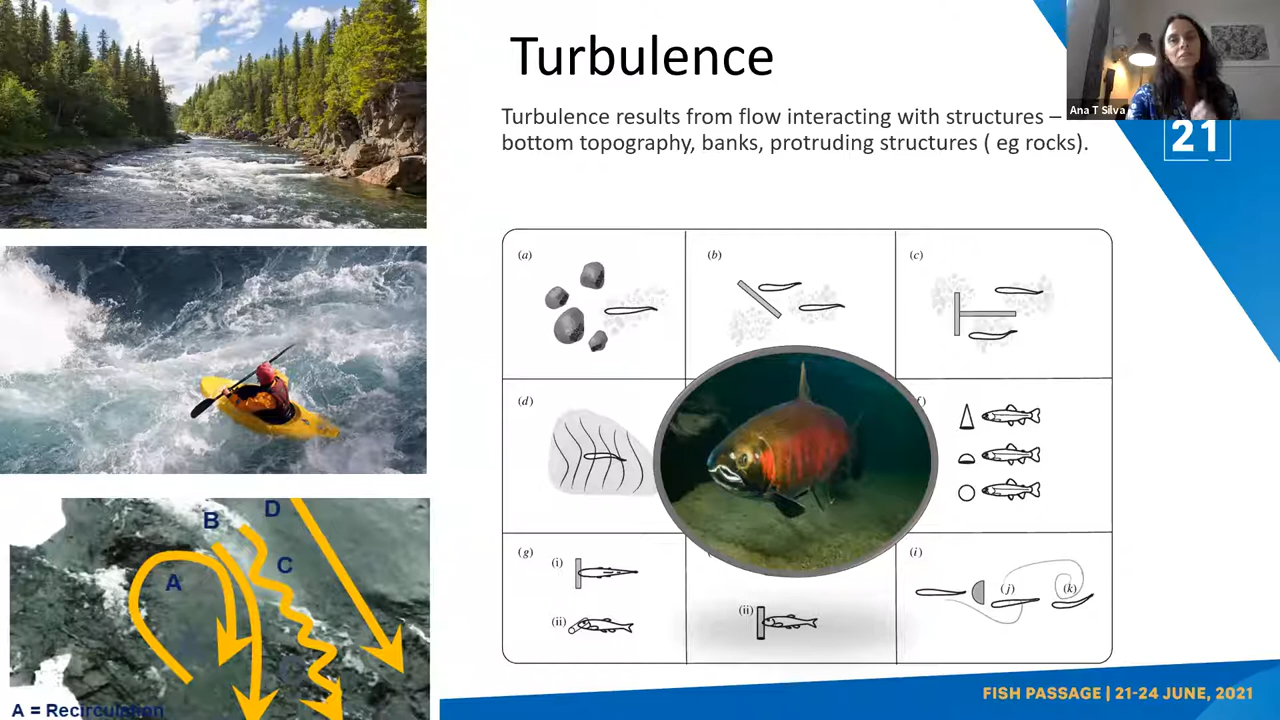 Turbulence
Ana T Silva
Turbulence results from flow interacting with structures –
bottom topography, banks, protruding structures ( eg rocks).
21
(a)
(b)
(c)
(d)
(g)
(i)
(ii)
(ii)
(i)
(j)
(k)
A
B
C
D
A = Recirculation
FISH PASSAGE | 21-24 JUNE, 2021